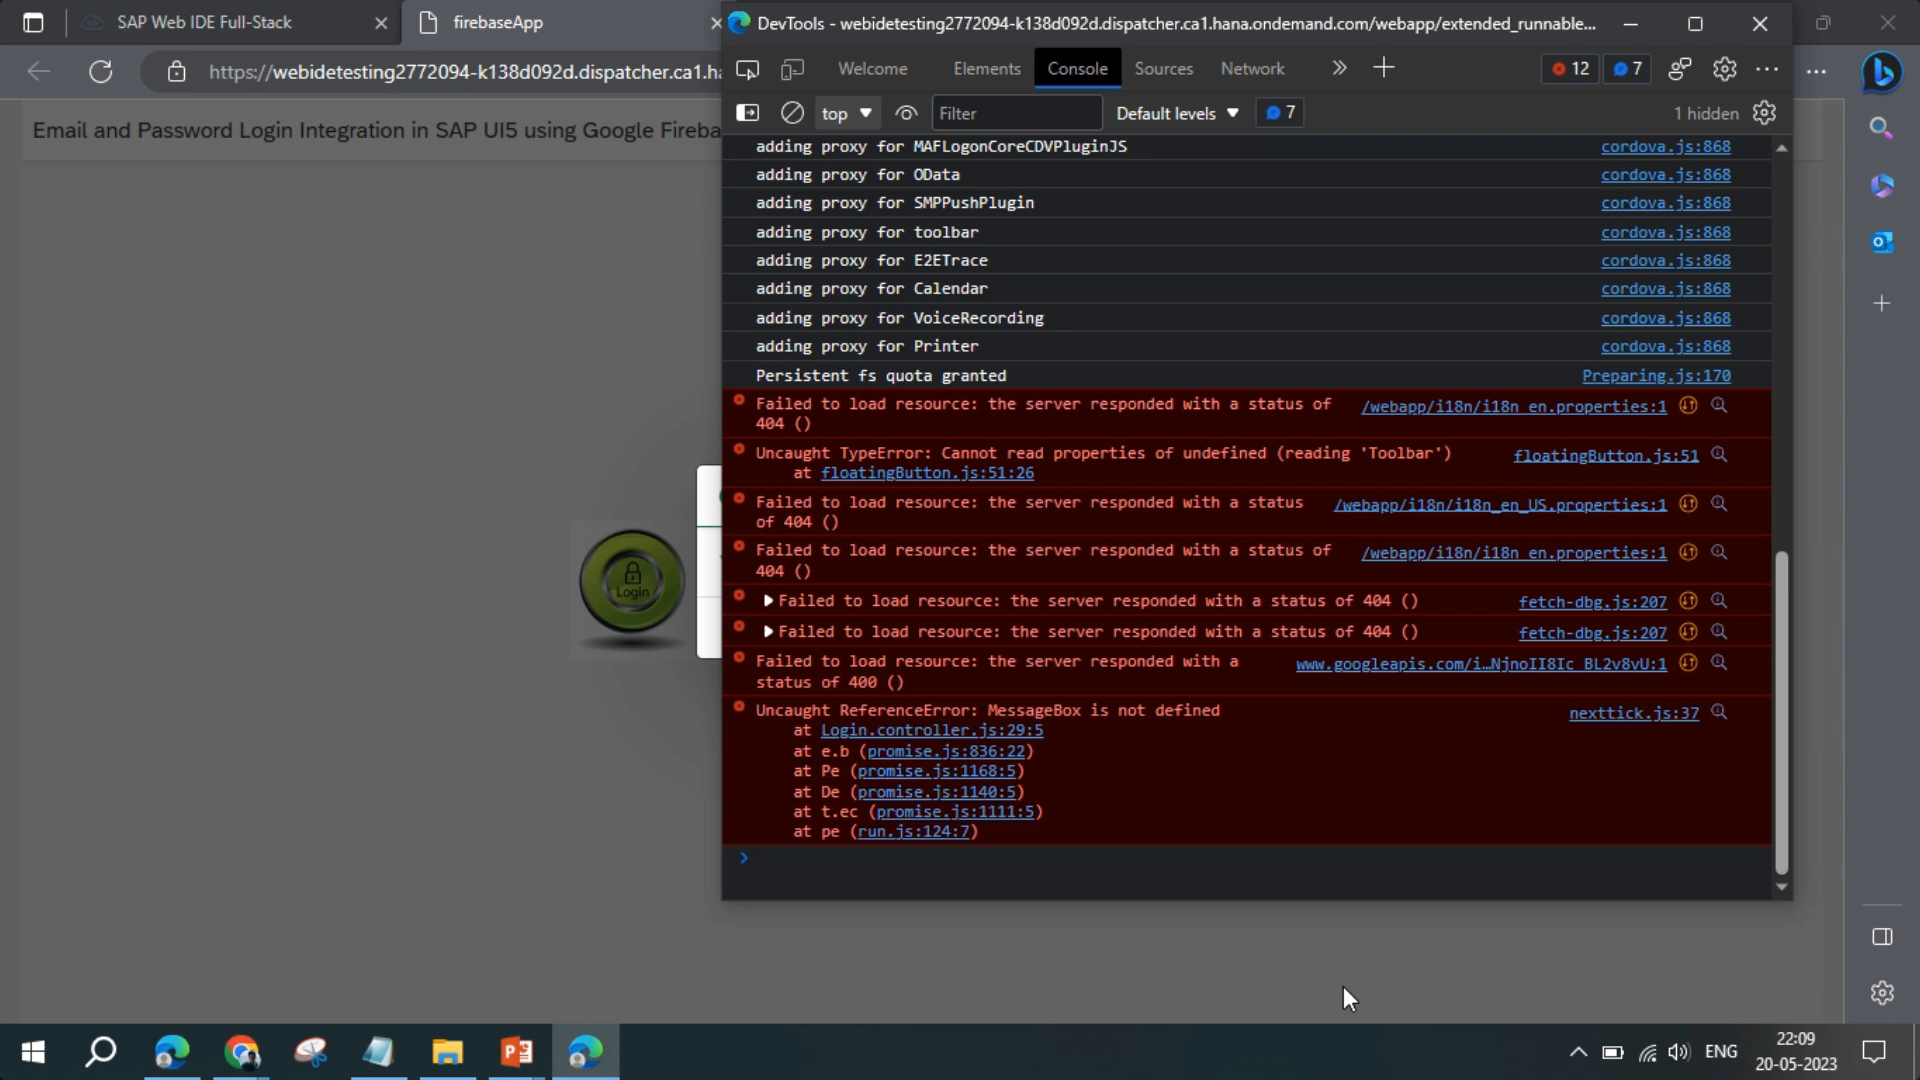 SAP Web IDE Full-Stack
firebaseApp
DevTools - webidetesting2772094-k138d092d.dispatcher.ca1.hana.ondemand.com/webapp/extended_runnable...
https://webidetesting2772094-k138d092d.dispatcher.ca1.ha
Welcome Elements Console Sources Network 12 7
top Filter Default levels 7 1 hidden
Email and Password Login Integration in SAP UI5 using Google Fireba
adding proxy for MAFLogonCoreCDVPluginJS cordova.js:868
adding proxy for OData cordova.js:868
adding proxy for SMPPushPlugin cordova.js:868
adding proxy for toolbar cordova.js:868
adding proxy for E2ETrace cordova.js:868
adding proxy for Calendar cordova.js:868
adding proxy for VoiceRecording cordova.js:868
adding proxy for Printer cordova.js:868
Persistent fs quota granted Preparing.js:170
Failed to load resource: the server responded with a status of /webapp/i18n/i18n_en.properties:1
404 ()
Uncaught TypeError: Cannot read properties of undefined (reading 'Toolbar') floatingButton.js:51
at floatingButton.js:51:26
Failed to load resource: the server responded with a status /webapp/i18n/i18n_en_US.properties:1
of 404 ()
Failed to load resource: the server responded with a status of /webapp/i18n/i18n_en.properties:1
404 ()
Failed to load resource: the server responded with a status of 404 () fetch-dbg.js:207
Failed to load resource: the server responded with a status of 404 () fetch-dbg.js:207
Failed to load resource: the server responded with a www.googleapis.com/i…NjnoII8Ic_BL2v8vU:1
status of 400 ()
Uncaught ReferenceError: MessageBox is not defined nexttick.js:37
at Login.controller.js:29:5
at e.b (promise.js:836:22)
at Pe (promise.js:1168:5)
at De (promise.js:1140:5)
at t.ec (promise.js:1111:5)
at pe (run.js:124:7)
Login
ENG
22:09
20-05-2023